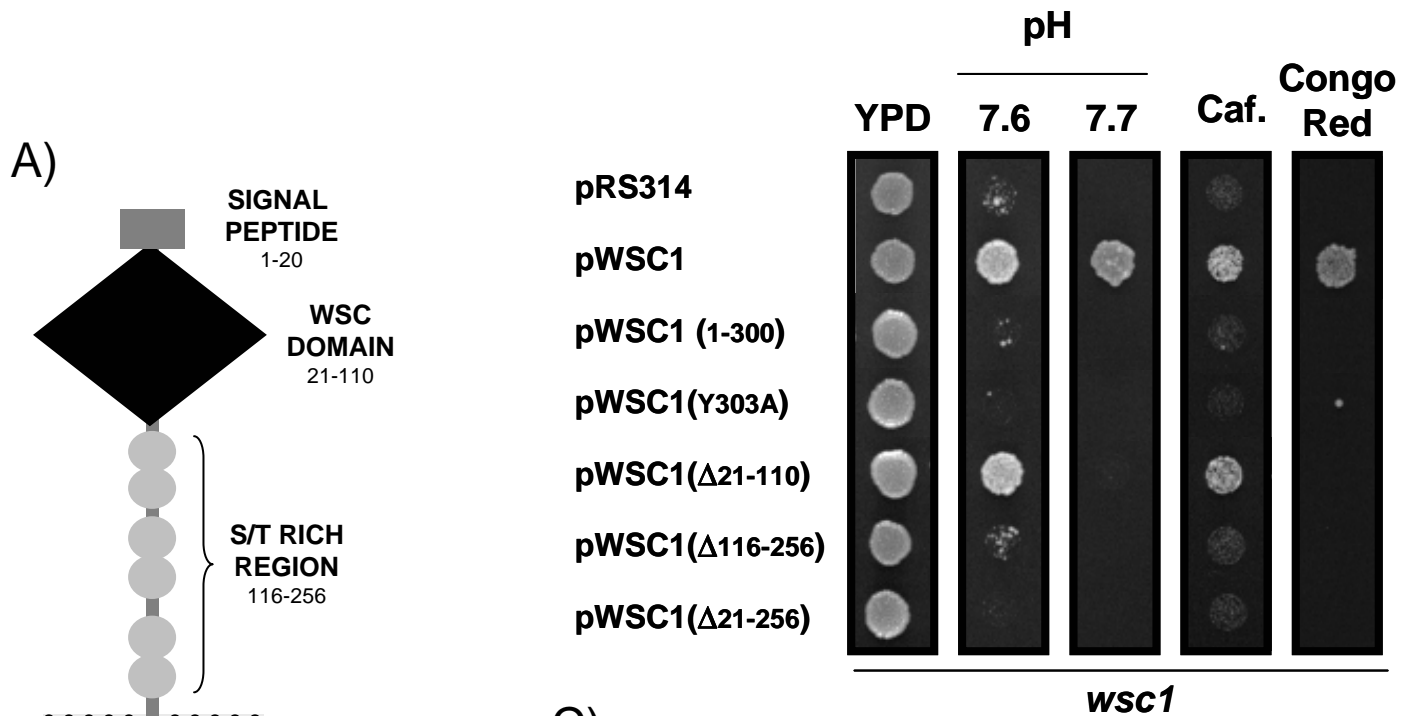 A)
SIGNAL
PEPTIDE
1-20
WSC
DOMAIN
21-110
S/T RICH
REGION
116-256
pH
YPD
7.6
7.7
Caf.
Congo
Red
pRS314
pWSC1
pWSC1 (1-300)
pWSC1(Y303A)
pWSC1(Δ21-110)
pWSC1(Δ116-256)
pWSC1(Δ21-256)
wsc1